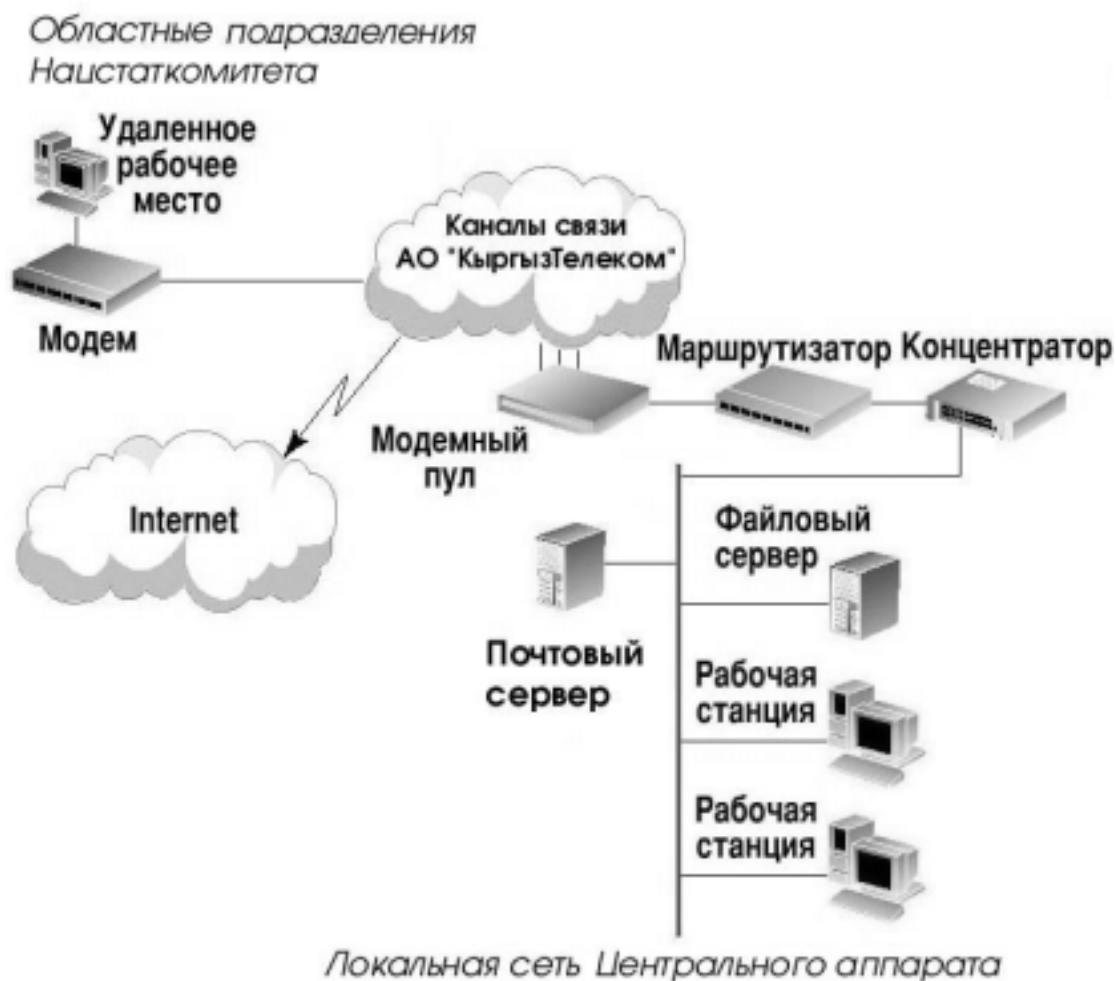 Областные подразделения
Нацстаткомитета
Удаленное
рабочее
место
Каналы связи
АО "КыргызТелеком"
Модем
Маршрутизатор
Концентратор
Модемный
пул
Internet
Файловый
сервер
Почтовый
сервер
Рабочая
станция
Рабочая
станция
Локальная сеть Центрального аппарата